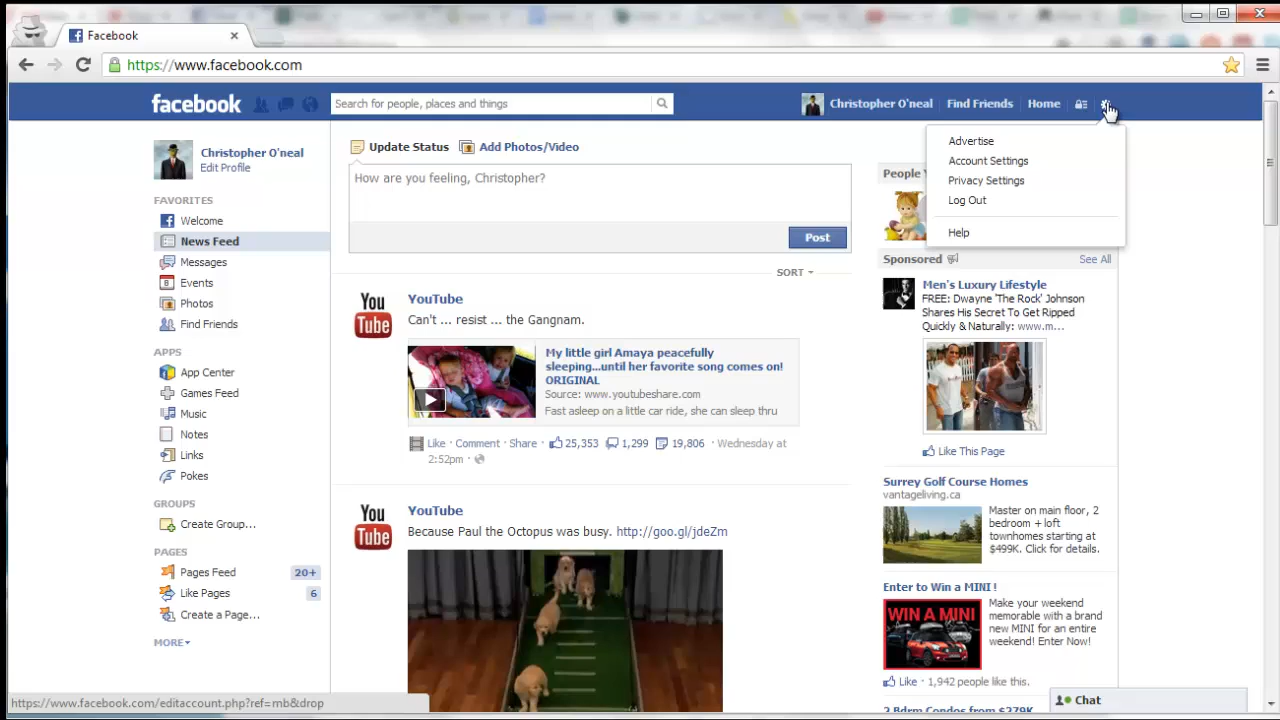 Facebook
https://www.facebook.com
facebook
Search for people, places and things
Christopher O'neal
Find Friends
Home
Christopher O'neal
Edit Profile
FAVORITES
Welcome
News Feed
Messages
Events
Photos
Find Friends
APPS
App Center
Games Feed
Music
Notes
Links
Pokes
GROUPS
Create Group...
PAGES
Pages Feed 20+
Like Pages 6
Create a Page...
MORE
Update Status
Add Photos/Video
How are you feeling, Christopher?
Post
SORT
You
Tube
YouTube
Can't ... resist ... the Gangnam.
My little girl Amaya peacefully
sleeping...until her favorite song comes on!
ORIGINAL
Source: www.youtubeshare.com
Fast asleep on a little car ride, she can sleep thru
Like · Comment · Share · 25,353 1,299 19,806 · Wednesday at
2:52pm ·
You
Tube
YouTube
Because Paul the Octopus was busy. http://goo.gl/jdeZm
Advertise
Account Settings
Privacy Settings
Log Out
Help
People Y
Sponsored
See All
Men's Luxury Lifestyle
FREE: Dwayne 'The Rock' Johnson
Shares His Secret To Get Ripped
Quickly & Naturally: www.m...
Like This Page
Surrey Golf Course Homes
vantageliving.ca
Master on main floor, 2
bedroom + loft
townhomes starting at
$499K. Click for details.
Enter to Win a MINI !
WIN A MINI
Make your weekend
memorable with a brand
new MINI for an entire
weekend! Enter Now!
Like · 1,942 people like this.
2 Bdrm Condos from $279K
Chat
https://www.facebook.com/editaccount.php?ref=mb&drop